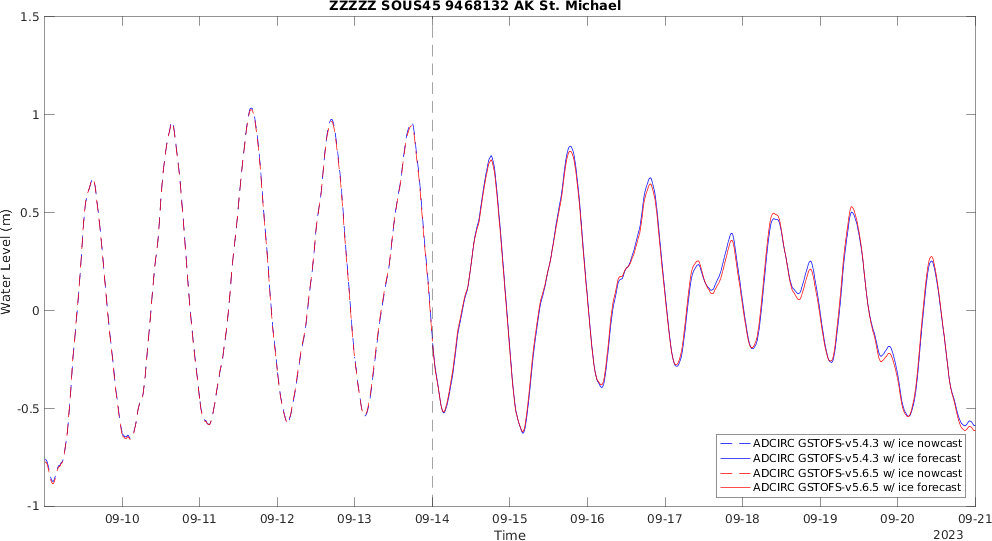 ZZZZZ SOUS45 9468132 AK St. Michael
Water Level (m)
1.5
1
0.5
0
-0.5
-1
ADCIRC GSTOFS-v5.4.3 w/ ice nowcast
ADCIRC GSTOFS-v5.4.3 w/ ice forecast
ADCIRC GSTOFS-v5.6.5 w/ ice nowcast
ADCIRC GSTOFS-v5.6.5 w/ ice forecast
09-10 09-11 09-12 09-13 09-14 09-15 09-16 09-17 09-18 09-19 09-20 09-21
Time
2023